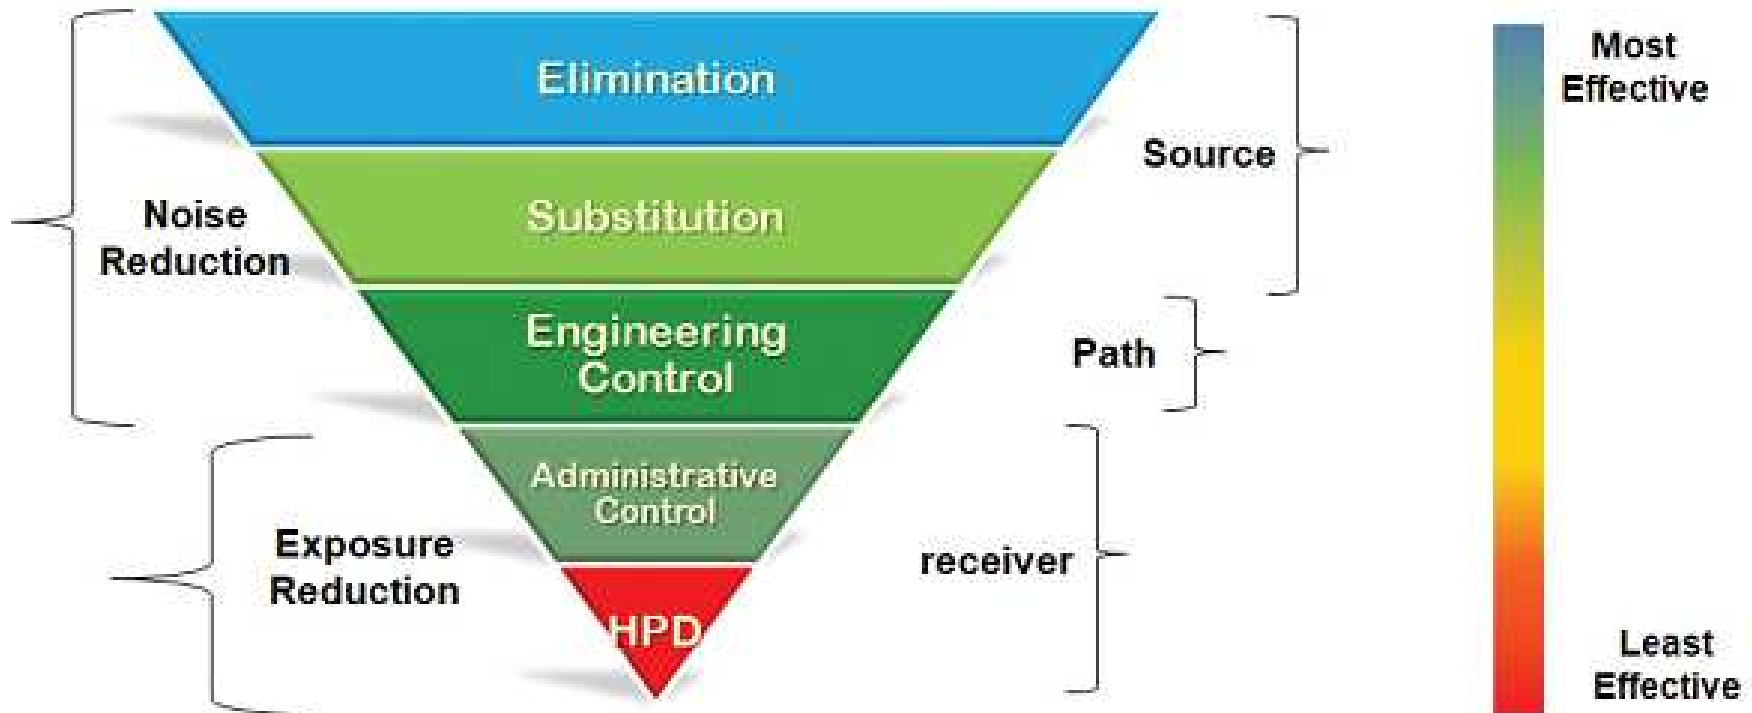 Elimination
Substitution
Engineering
Control
Administrative
Control
HPD
Noise
Reduction
Exposure
Reduction
Source
Path
receiver
Most
Effective
Least
Effective